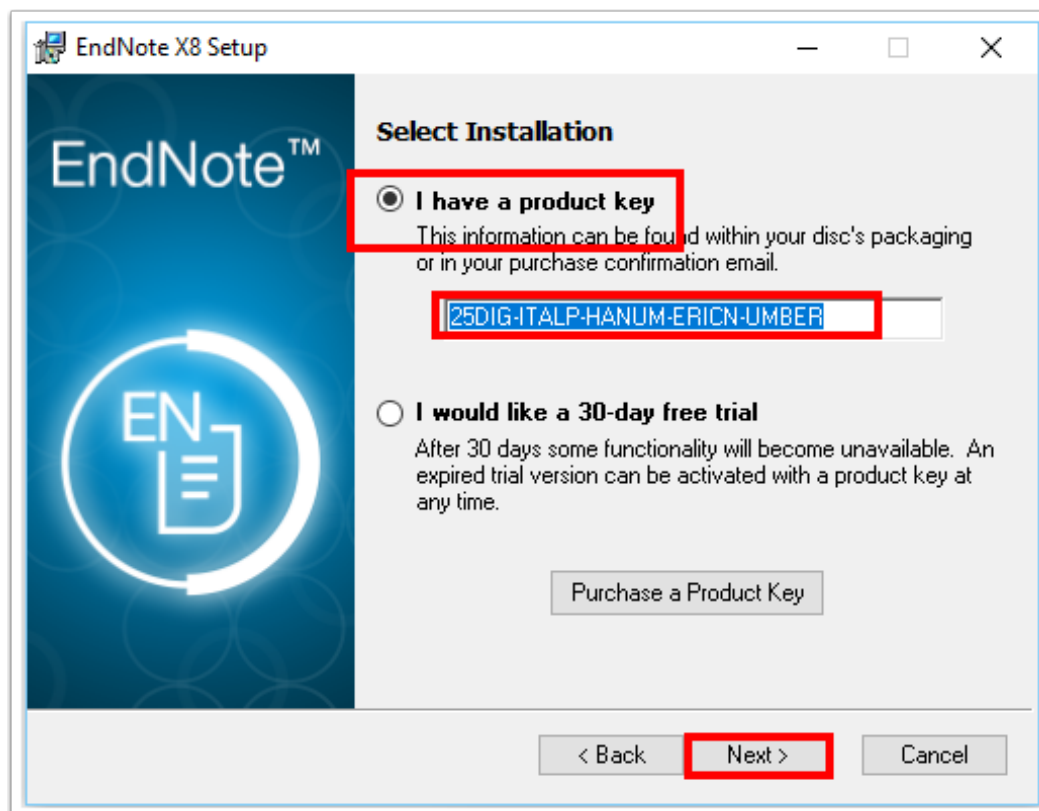 EndNote X8 Setup
EndNote™
Select Installation
I have a product key
This information can be found within your disc's packaging
or in your purchase confirmation email.
25DIG-ITALP-HANUM-ERICN-UMBER
EN
I would like a 30-day free trial
After 30 days some functionality will become unavailable. An
expired trial version can be activated with a product key at
any time.
Purchase a Product Key
< Back
Next >
Cancel